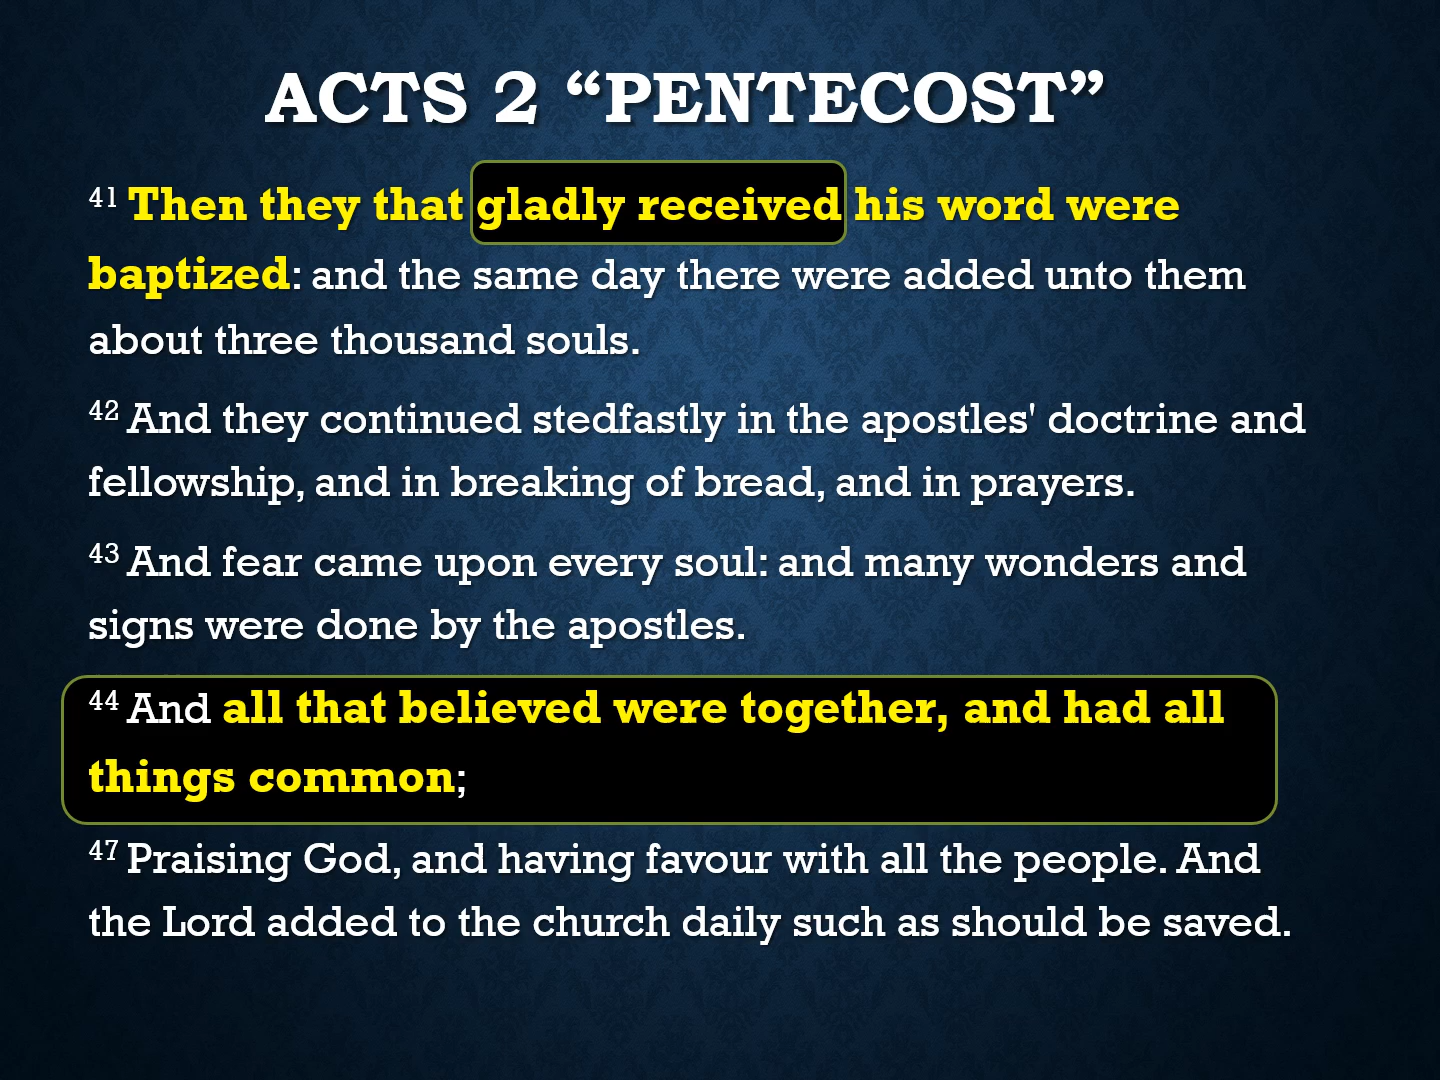 ACTS 2 “PENTECOST”
41 Then they that gladly received his word were
baptized: and the same day there were added unto them
about three thousand souls.
42 And they continued stedfastly in the apostles' doctrine and
fellowship, and in breaking of bread, and in prayers.
43 And fear came upon every soul: and many wonders and
signs were done by the apostles.
44 And all that believed were together, and had all
things common;
47 Praising God, and having favour with all the people. And
the Lord added to the church daily such as should be saved.